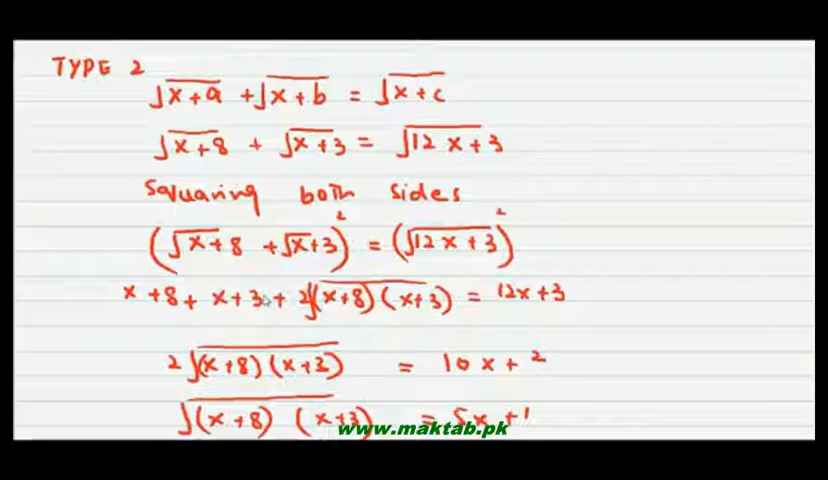 TYPE 2
√x+a + √x+b = √x+c
√x+8 + √x+3 = √12x+3
Squaring both sides
(√x+8 + √x+3)² = (√12x+3)²
x+8+ x+3+ 2√(x+8)(x+3) = 12x+3
2√(x+8)(x+3) = 10x+2
√(x+8)(x+3) = 5x+1
www.maktab.pk